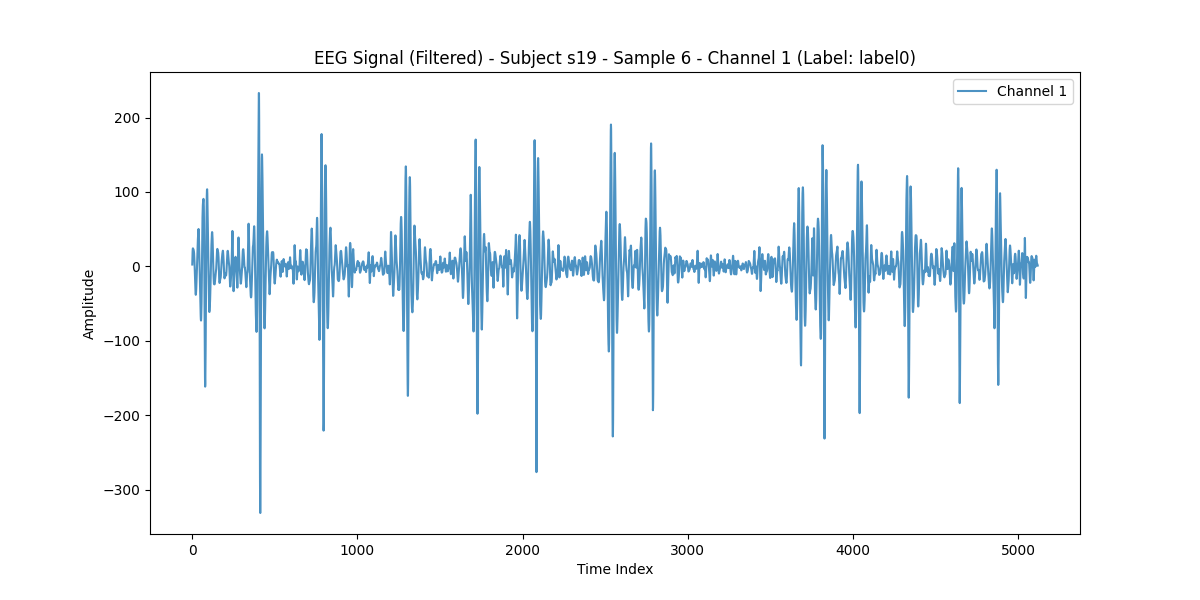 EEG Signal (Filtered) - Subject s19 - Sample 6 - Channel 1 (Label: label0)
Channel 1
200
100
0
−100
−200
−300
Amplitude
0 1000 2000 3000 4000 5000
Time Index